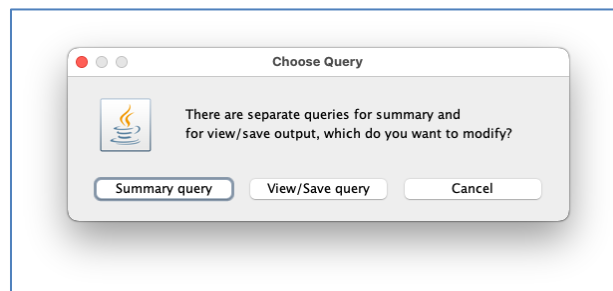 Choose Query
There are separate queries for summary and
for view/save output, which do you want to modify?
Summary query
View/Save query
Cancel